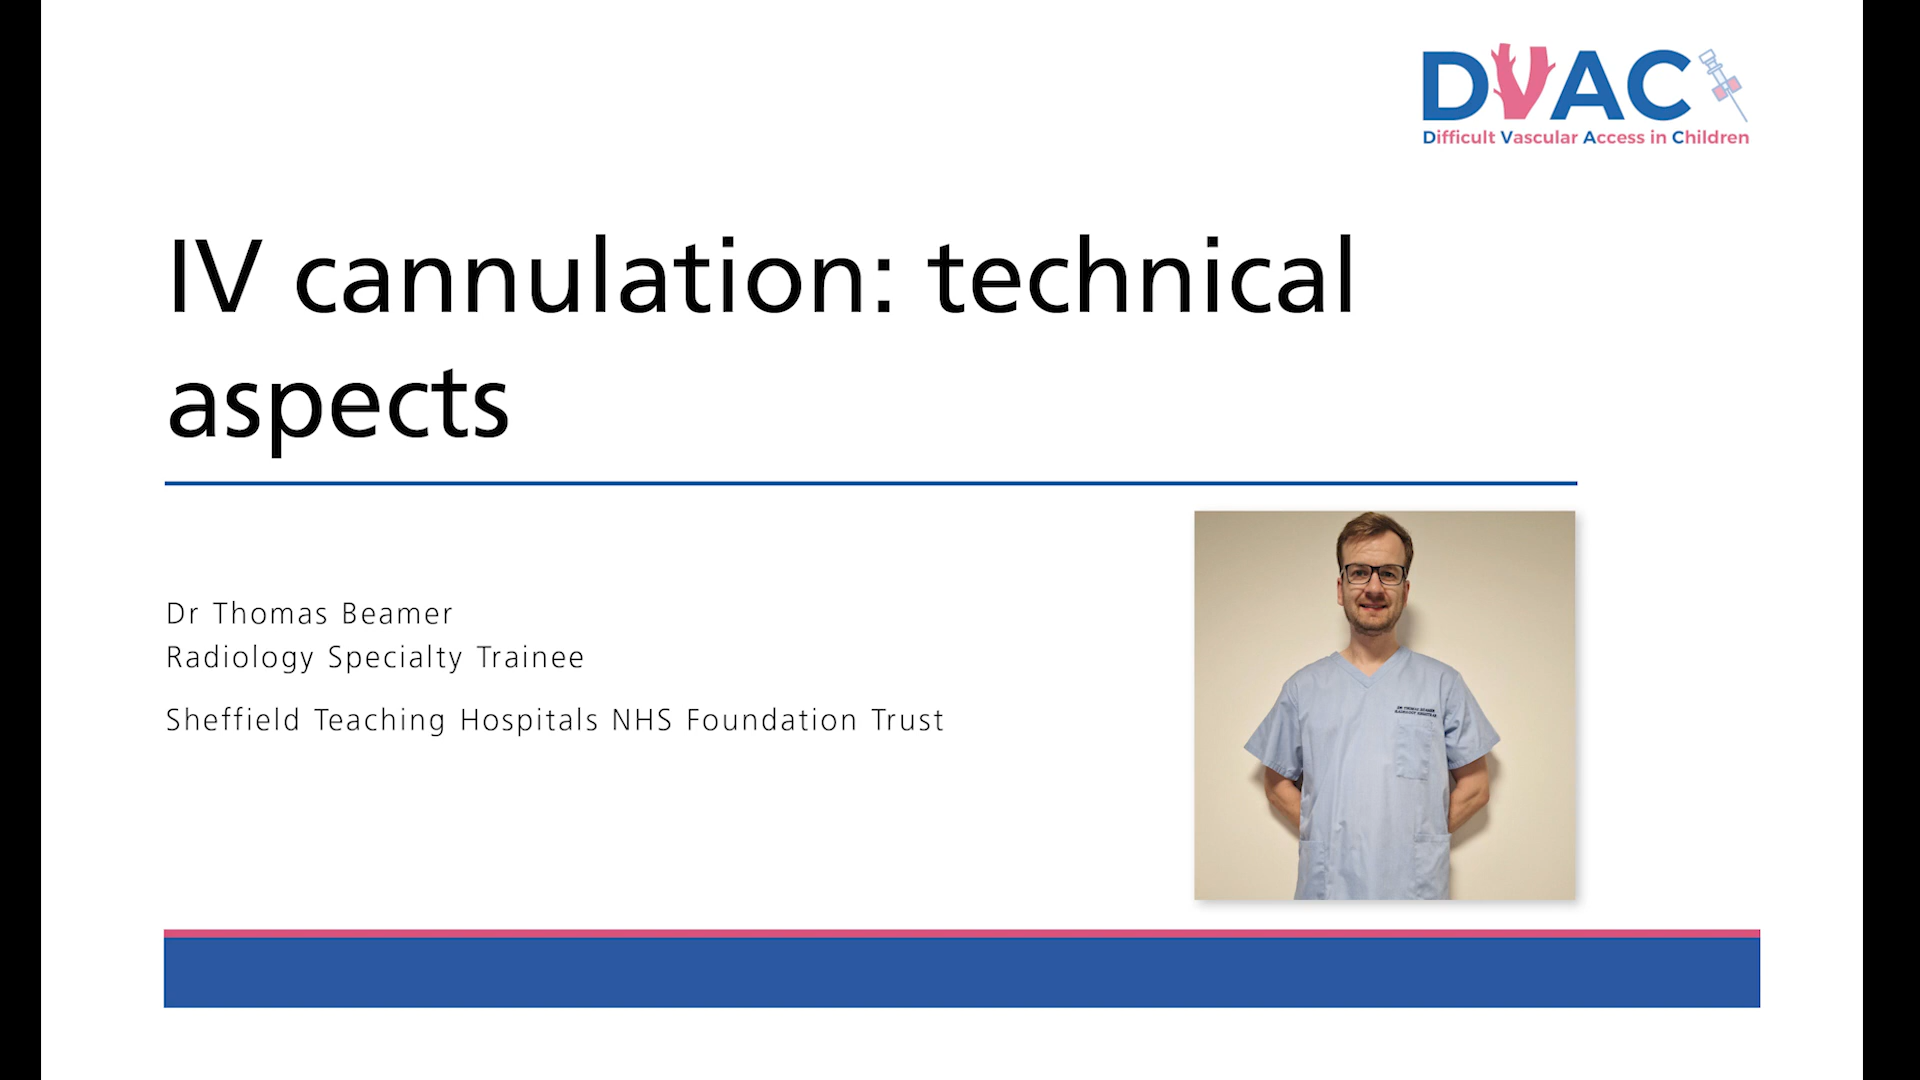 DVAC
Difficult Vascular Access in Children
IV cannulation: technical
aspects
Dr Thomas Beamer
Radiology Specialty Trainee
Sheffield Teaching Hospitals NHS Foundation Trust